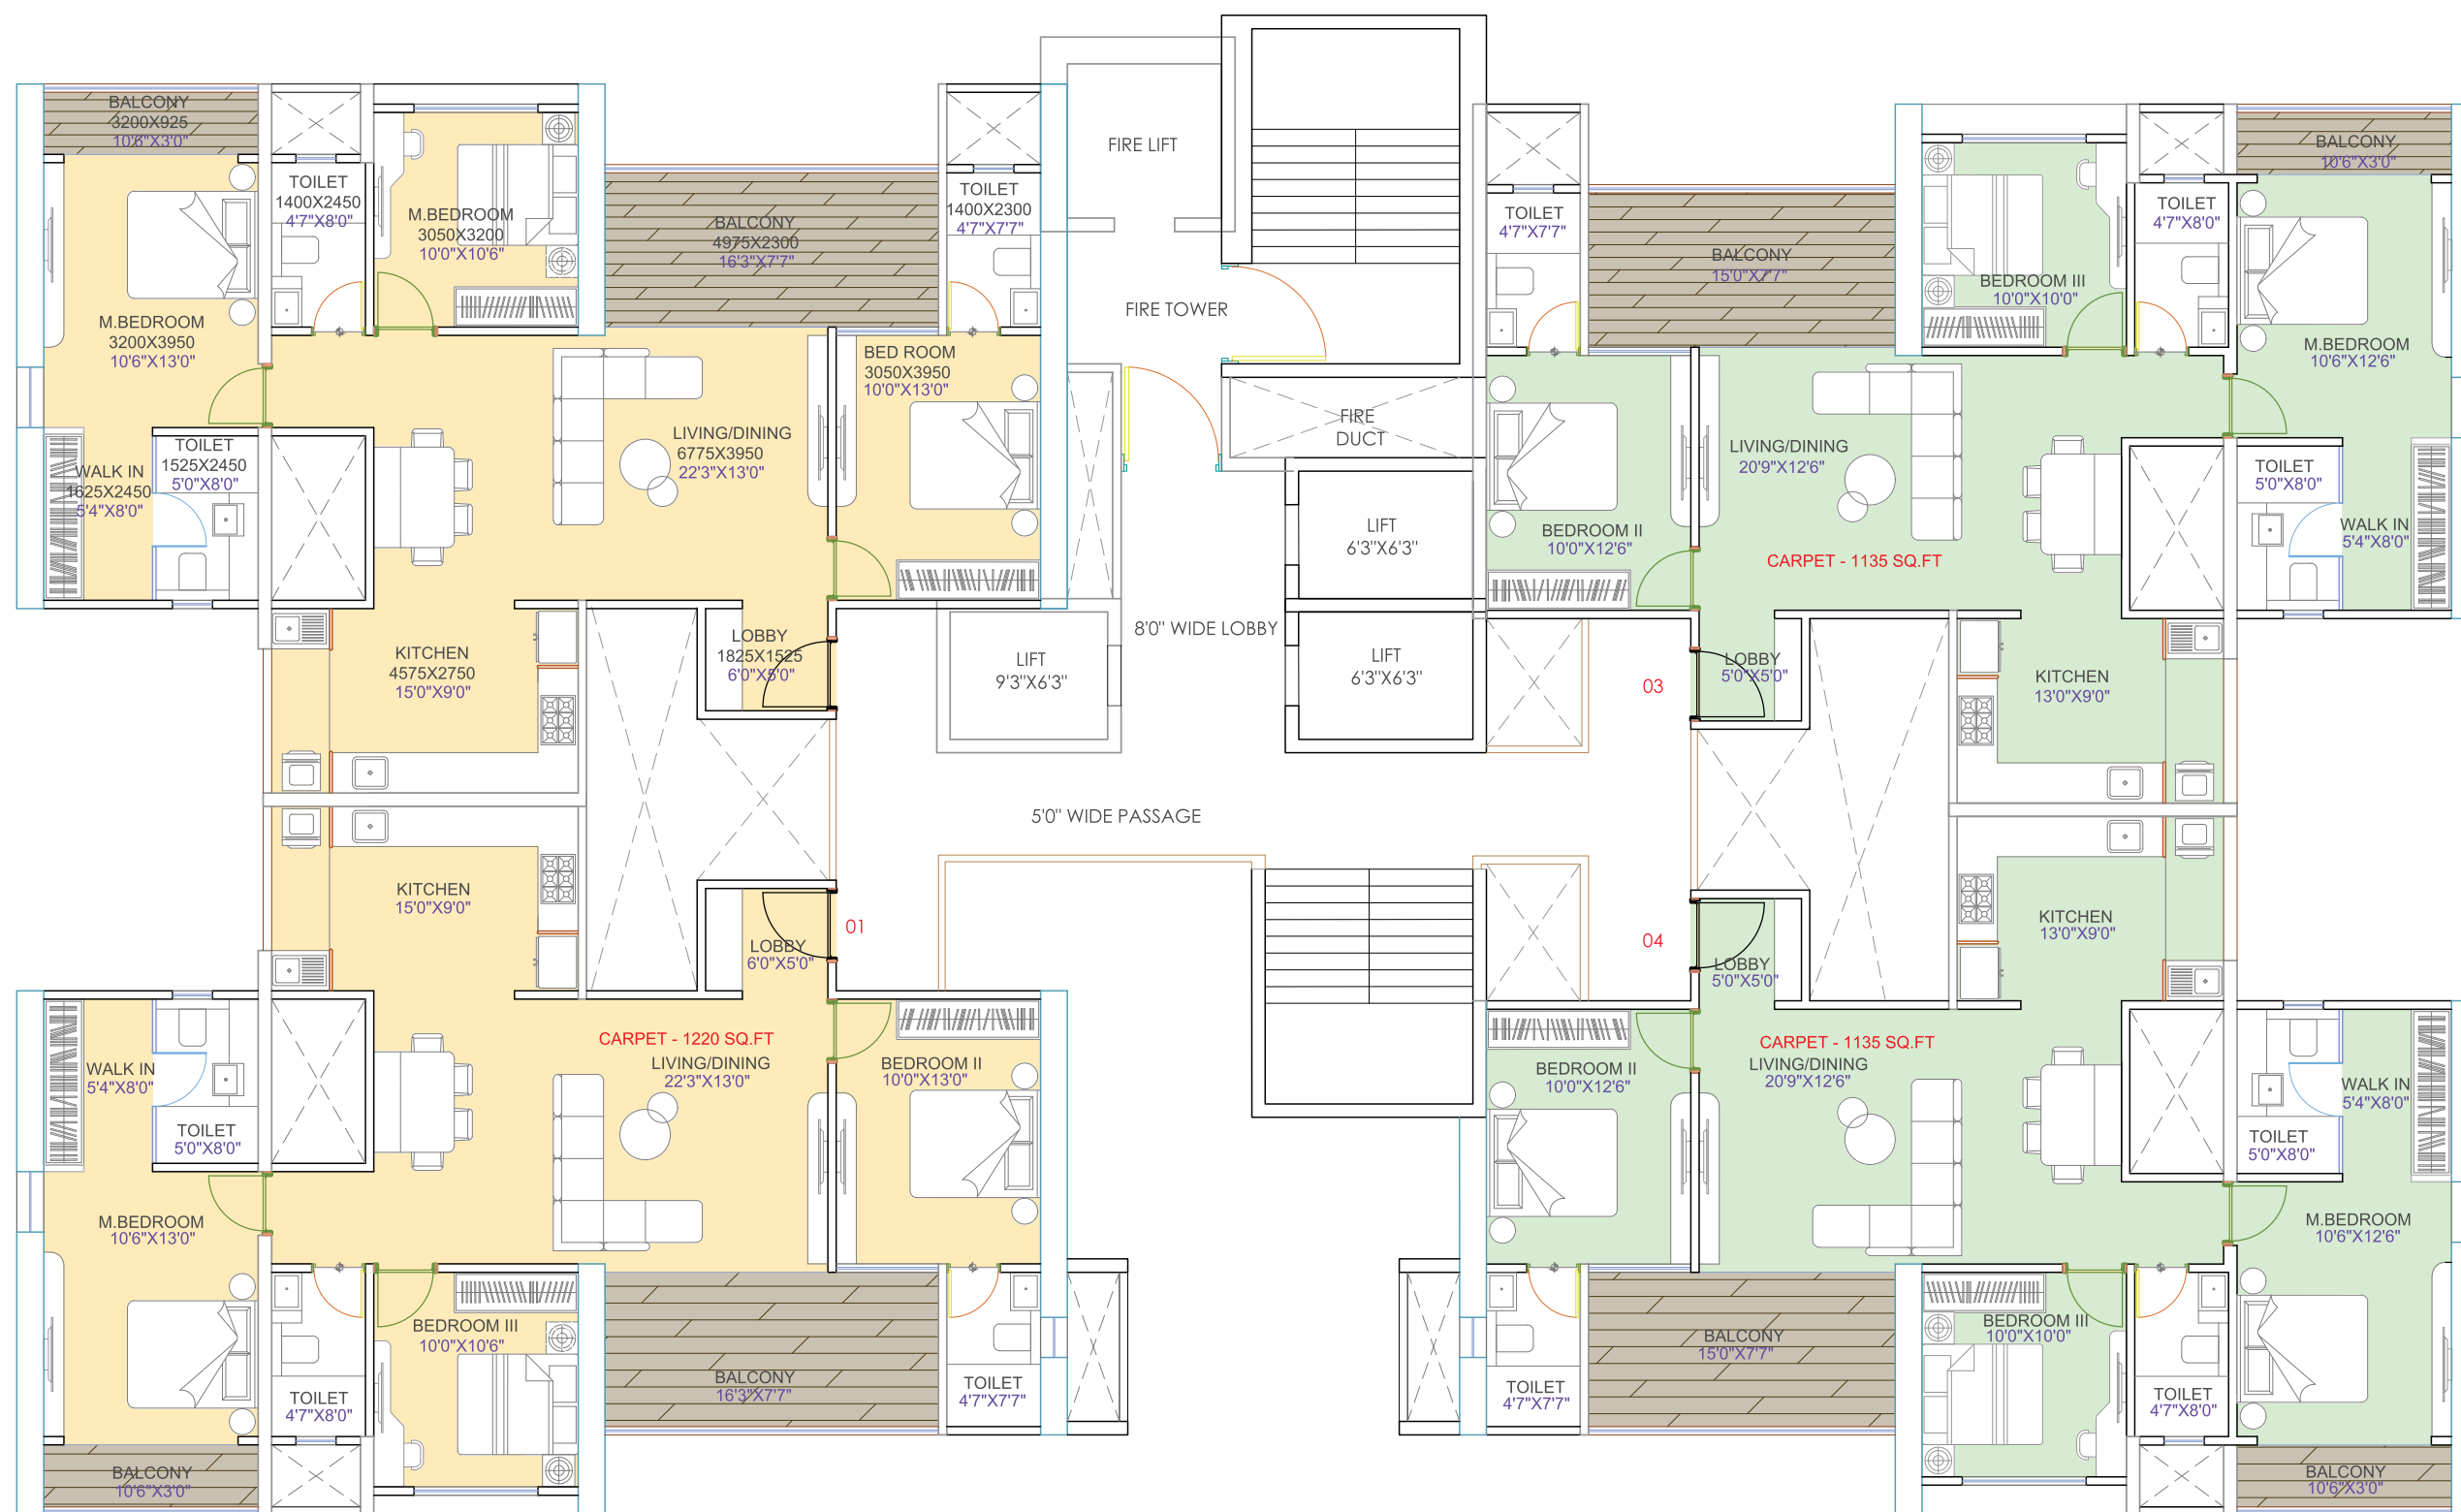 BALCONY
3200X925
10'6"X3'0"
TOILET
1400X2450
4'7"X8'0"
M.BEDROOM
3050X3200
10'0"X10'6"
BALCONY
4975X2300
16'3"X7'7"
TOILET
1400X2300
4'7"X7'7"
M.BEDROOM
3200X3950
10'6"X13'0"
BED ROOM
3050X3950
10'0"X13'0"
LIVING/DINING
6775X3950
22'3"X13'0"
WALK IN
1625X2450
5'4"X8'0"
TOILET
1525X2450
5'0"X8'0"
KITCHEN
4575X2750
15'0"X9'0"
LOBBY
1825X1525
6'0"X5'0"
FIRE LIFT
FIRE TOWER
FIRE
DUCT
LIFT
6'3"X6'3"
8'0" WIDE LOBBY
LIFT
9'3"X6'3"
LIFT
6'3"X6'3"
5'0" WIDE PASSAGE
TOILET
4'7"X7'7"
BALCONY
15'0"X7'7"
BEDROOM III
10'0"X10'0"
TOILET
4'7"X8'0"
BALCONY
10'6"X3'0"
M.BEDROOM
10'6"X12'6"
LIVING/DINING
20'9"X12'6"
BEDROOM II
10'0"X12'6"
CARPET - 1135 SQ.FT
TOILET
5'0"X8'0"
WALK IN
5'4"X8'0"
03
LOBBY
5'0"X5'0"
KITCHEN
13'0"X9'0"
KITCHEN
15'0"X9'0"
01
LOBBY
6'0"X5'0"
CARPET - 1220 SQ.FT
LIVING/DINING
22'3"X13'0"
BEDROOM II
10'0"X13'0"
WALK IN
5'4"X8'0"
TOILET
5'0"X8'0"
M.BEDROOM
10'6"X13'0"
BEDROOM III
10'0"X10'6"
TOILET
4'7"X8'0"
BALCONY
16'3"X7'7"
TOILET
4'7"X7'7"
BALCONY
10'6"X3'0"
04
LOBBY
5'0"X5'0"
KITCHEN
13'0"X9'0"
CARPET - 1135 SQ.FT
LIVING/DINING
20'9"X12'6"
BEDROOM II
10'0"X12'6"
WALK IN
5'4"X8'0"
TOILET
5'0"X8'0"
M.BEDROOM
10'6"X12'6"
BEDROOM III
10'0"X10'0"
BALCONY
15'0"X7'7"
TOILET
4'7"X7'7"
TOILET
4'7"X8'0"
BALCONY
10'6"X3'0"